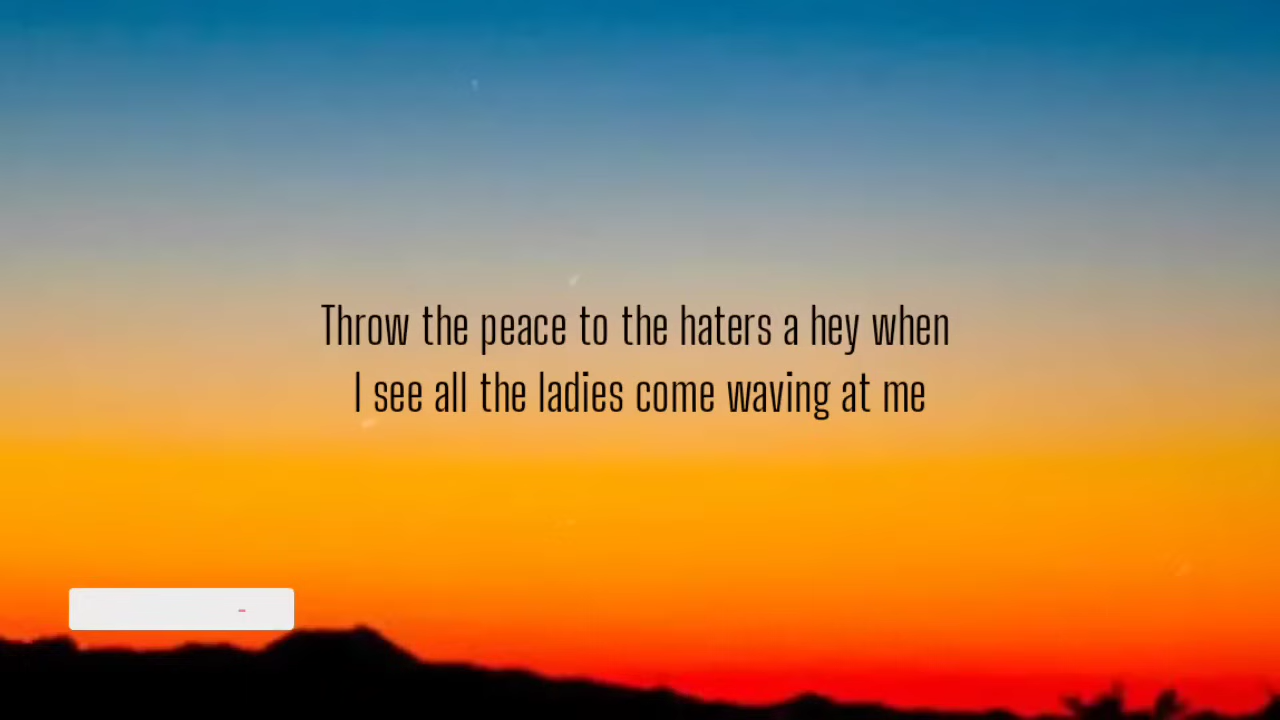 Throw the peace to the haters a hey when
I see all the ladies come waving at me